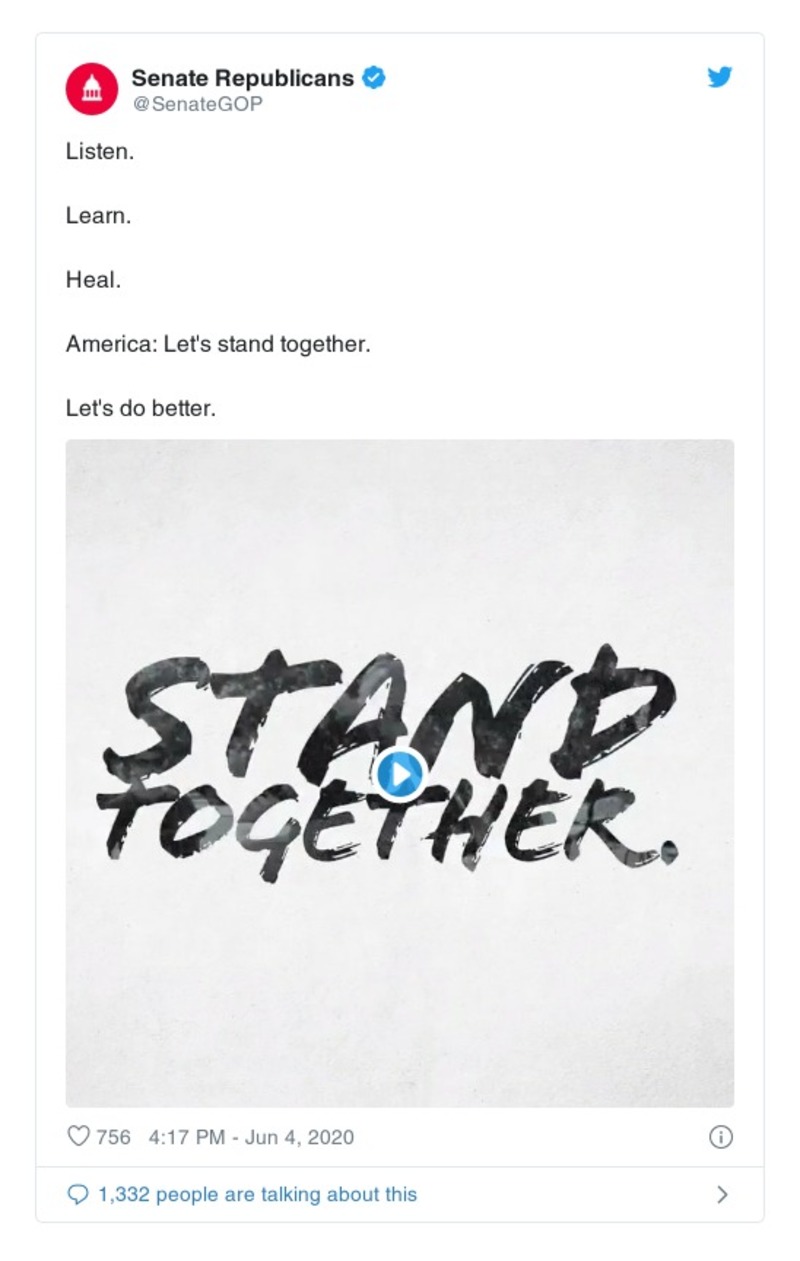 Senate Republicans
@SenateGOP
Listen.
Learn.
Heal.
America: Let's stand together.
Let's do better.
STAND
TOGETHER.
756 4:17 PM - Jun 4, 2020
1,332 people are talking about this